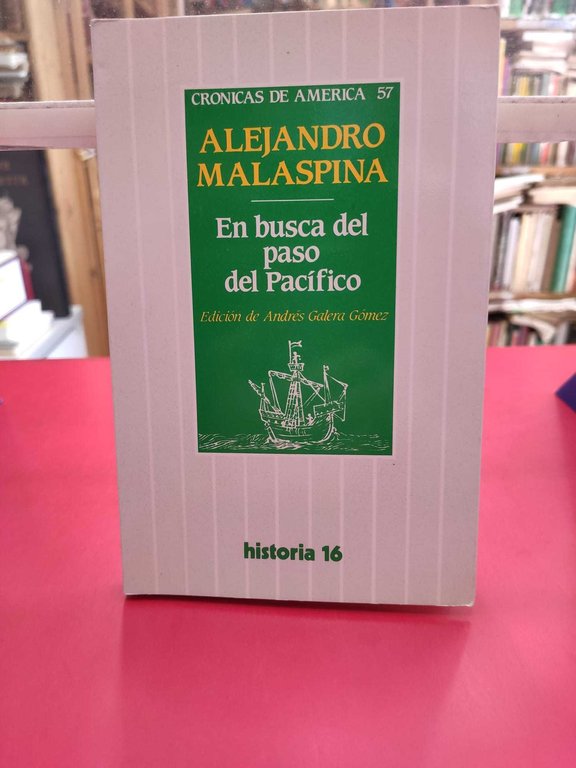 CRONICAS DE AMERICA 57
ALEJANDRO
MALASPINA
En busca del
paso
del Pacífico
Edición de Andrés Galera Gómez
historia 16